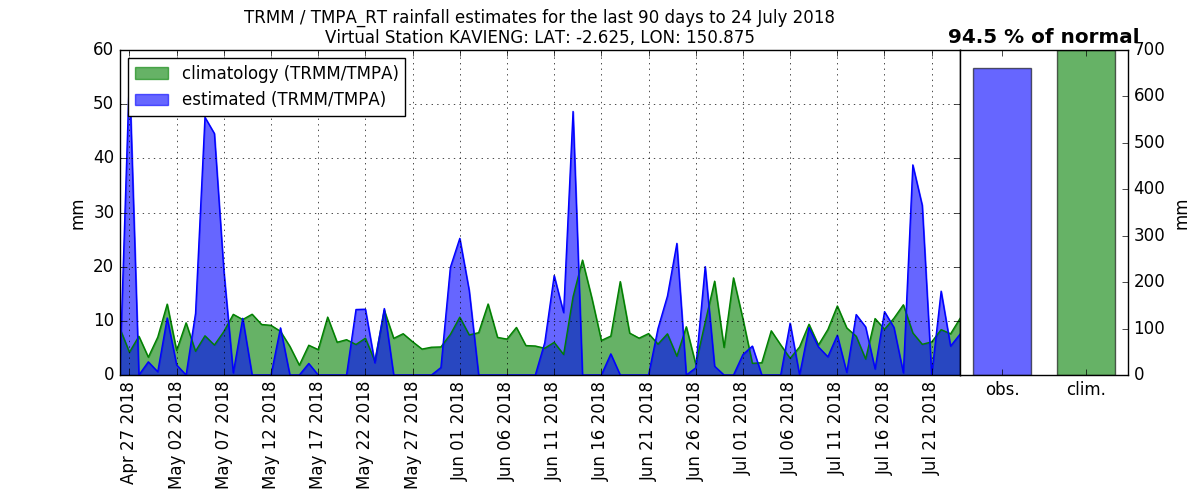 TRMM / TMPA_RT rainfall estimates for the last 90 days to 24 July 2018
Virtual Station KAVIENG: LAT: -2.625, LON: 150.875
94.5 % of normal
climatology (TRMM/TMPA)
estimated (TRMM/TMPA)
60
50
40
30
20
10
0
mm
Apr 27 2018
May 02 2018
May 07 2018
May 12 2018
May 17 2018
May 22 2018
May 27 2018
Jun 01 2018
Jun 06 2018
Jun 11 2018
Jun 16 2018
Jun 21 2018
Jun 26 2018
Jul 01 2018
Jul 06 2018
Jul 11 2018
Jul 16 2018
Jul 21 2018
obs.
clim.
700
600
500
400
300
200
100
0
mm